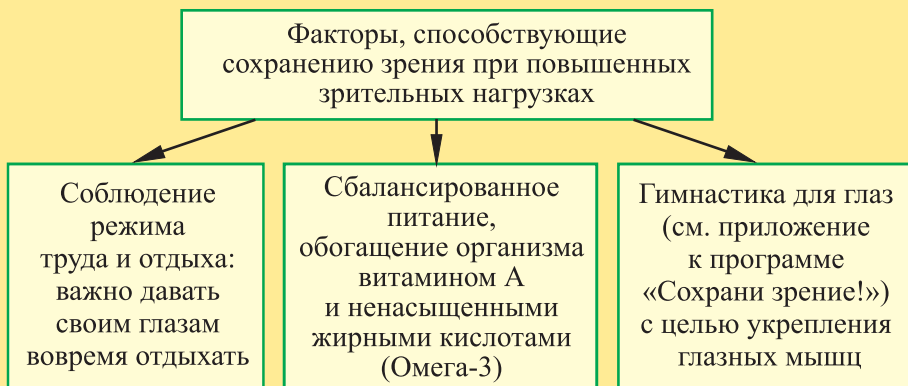 Факторы, способствующие
сохранению зрения при повышенных
зрительных нагрузках
Соблюдение
режима
труда и отдыха:
важно давать
своим глазам
вовремя отдыхать
Сбалансированное
питание,
обогащение организма
витамином А
и ненасыщенными
жирными кислотами
(Омега-3)
Гимнастика для глаз
(см. приложение
к программе
«Сохрани зрение!»)
с целью укрепления
глазных мышц